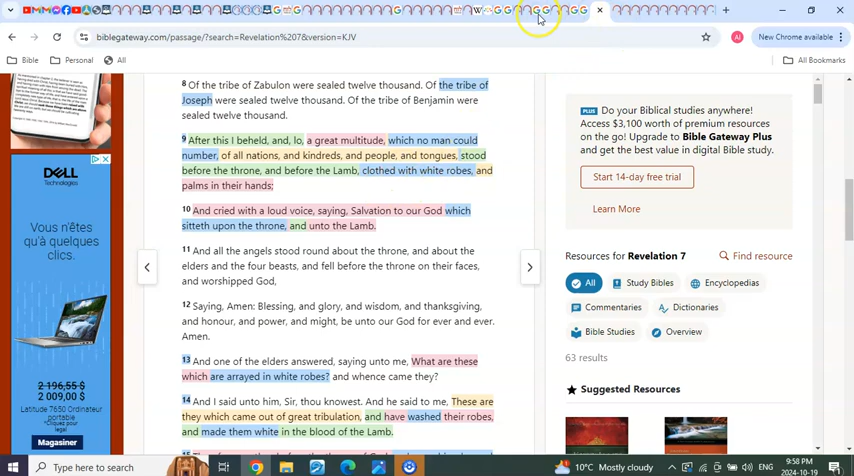 New Chrome available
biblegateway.com/passage/?search=Revelation%207&version=KJV
Bible
Personal
All
All Bookmarks
8 Of the tribe of Zabulon were sealed twelve thousand. Of the tribe of
Joseph were sealed twelve thousand. Of the tribe of Benjamin were
sealed twelve thousand.
9 After this I beheld, and, lo, a great multitude, which no man could
number, of all nations, and kindreds, and people, and tongues, stood
before the throne, and before the Lamb, clothed with white robes, and
palms in their hands;
10 And cried with a loud voice, saying, Salvation to our God which
sitteth upon the throne, and unto the Lamb.
11 And all the angels stood round about the throne, and about the
elders and the four beasts, and fell before the throne on their faces,
and worshipped God,
12 Saying, Amen: Blessing, and glory, and wisdom, and thanksgiving,
and honour, and power, and might, be unto our God for ever and ever.
Amen.
13 And one of the elders answered, saying unto me, What are these
which are arrayed in white robes? and whence came they?
14 And I said unto him, Sir, thou knowest. And he said to me, These are
they which came out of great tribulation, and have washed their robes,
and made them white in the blood of the Lamb.
DELL
Technologies
Vous n'êtes
qu'à quelques
clics.
2 196,55 $
2 009,00 $
Latitude 7650 Ordinateur
portable
*Cliquez pour
legal
Magasiner
PLUS Do your Biblical studies anywhere!
Access $3,100 worth of premium resources
on the go! Upgrade to Bible Gateway Plus
and get the best value in digital Bible study.
Start 14-day free trial
Learn More
Resources for Revelation 7
Find resource
All
Study Bibles
Encyclopedias
Commentaries
Dictionaries
Bible Studies
Overview
63 results
Suggested Resources
Type here to search
10°C Mostly cloudy
ENG
9:58 PM
2024-10-19